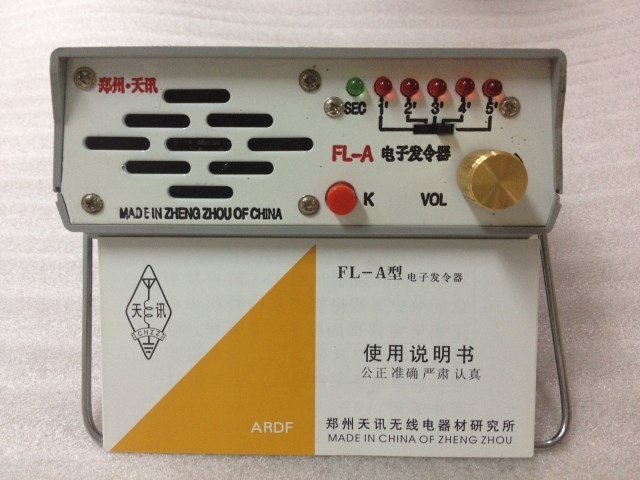 郑州·天讯
SEC 1' 2' 3' 4' 5'
FL-A 电子发令器
K VOL
MADE IN ZHENG ZHOU OF CHINA
FL-A型 电子发令器
天 讯
CHZZ
使用说明书
公正准确严肃认真
ARDF
郑州天讯无线电器材研究所
MADE IN CHINA OF ZHENG ZHOU